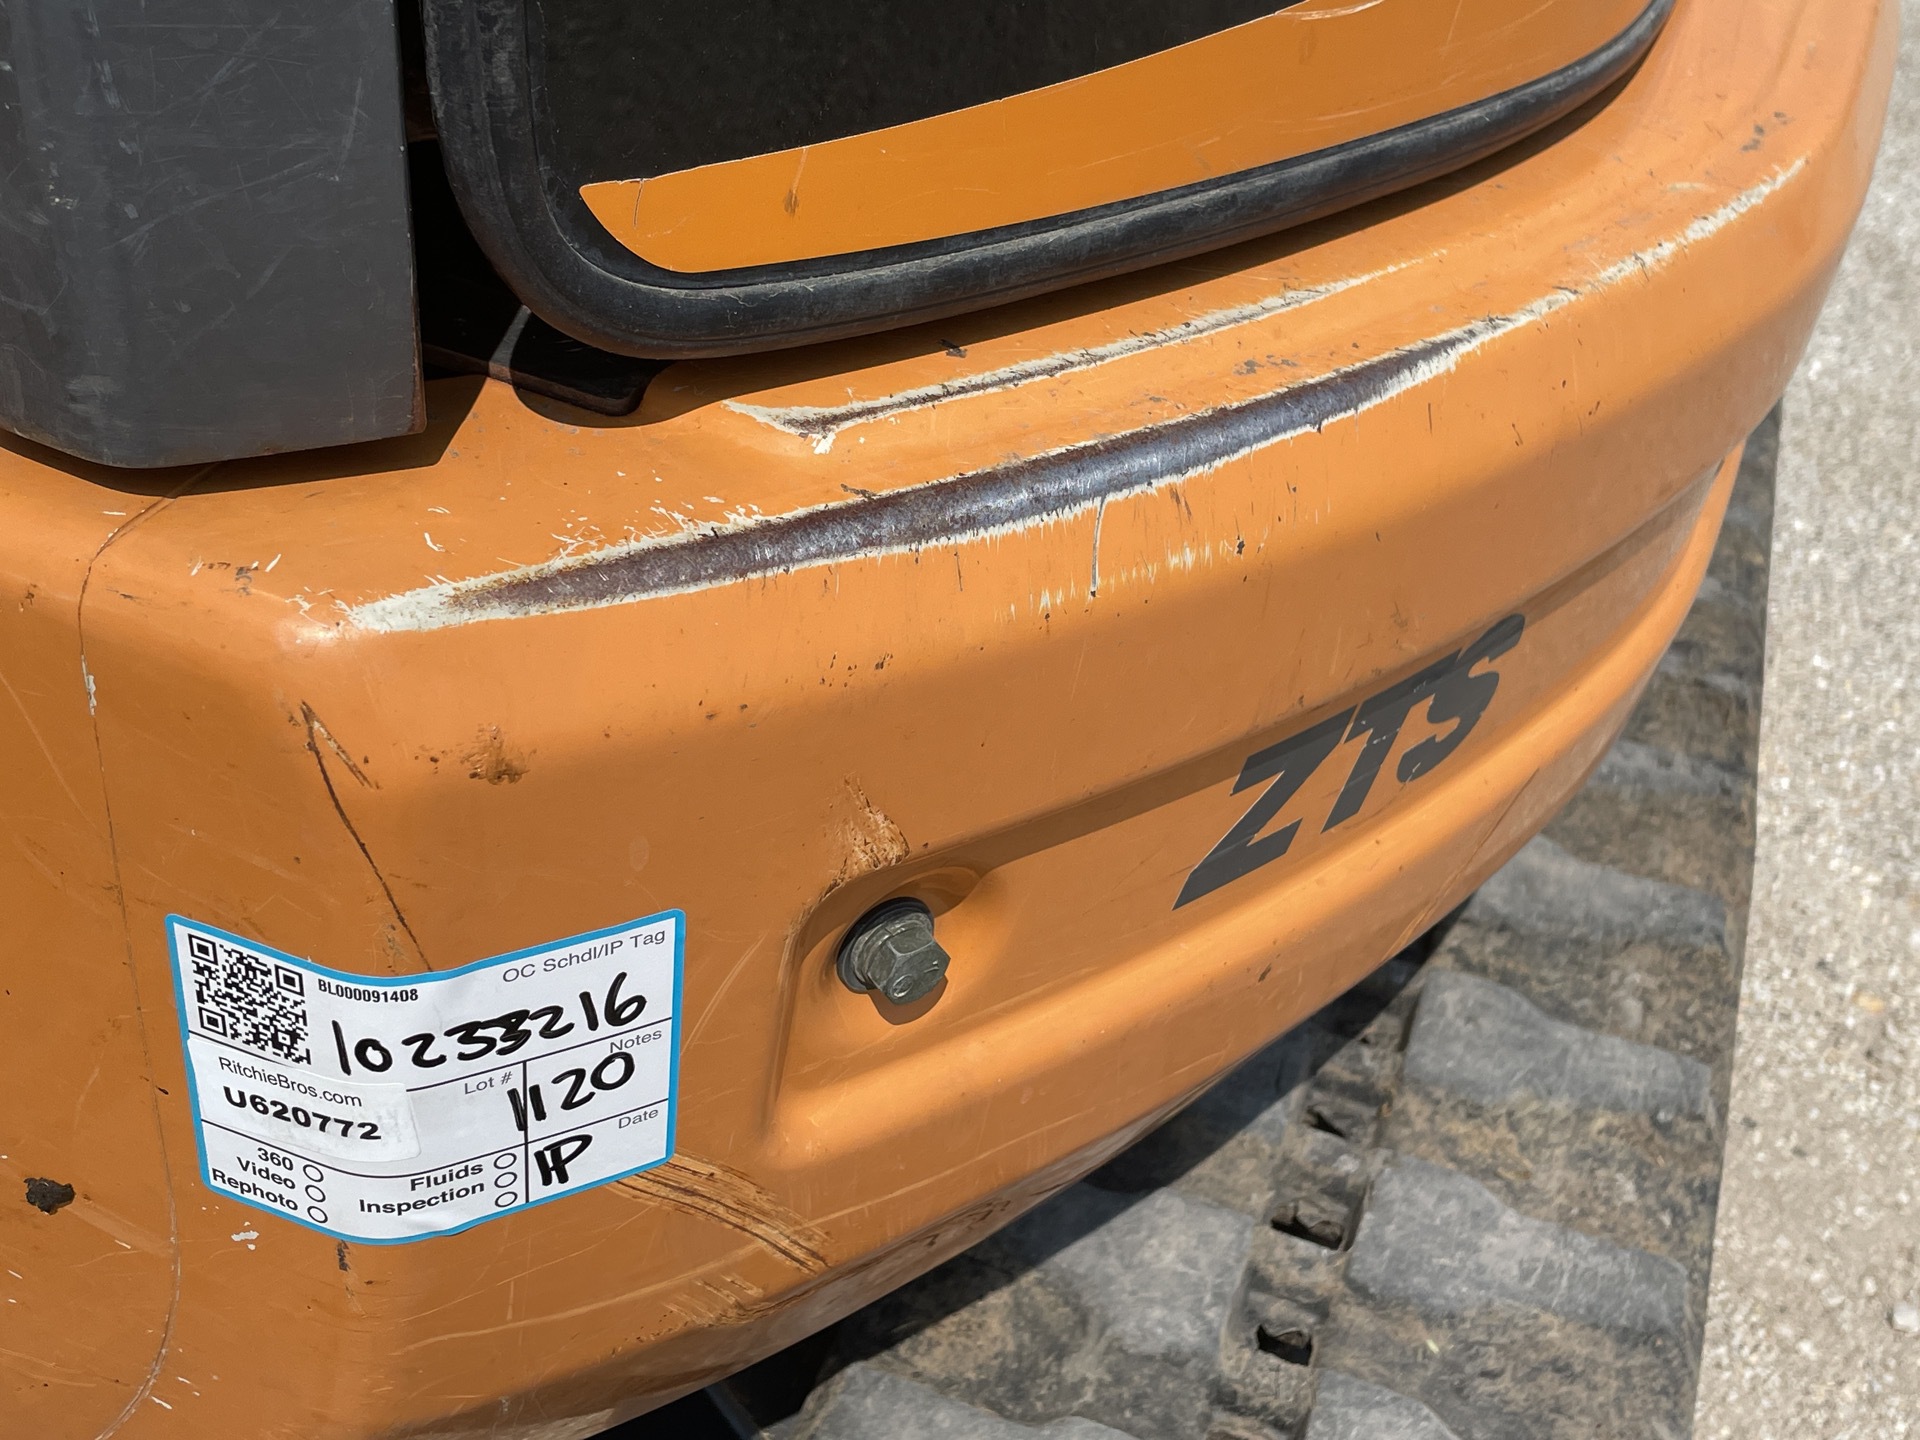 ZTS
OC Schdl/IP Tag
BL000091408
10238216
Notes
RitchieBros.com
Lot #
1120
U620772
Date
360
Video
Rephoto
Fluids
Inspection
IP